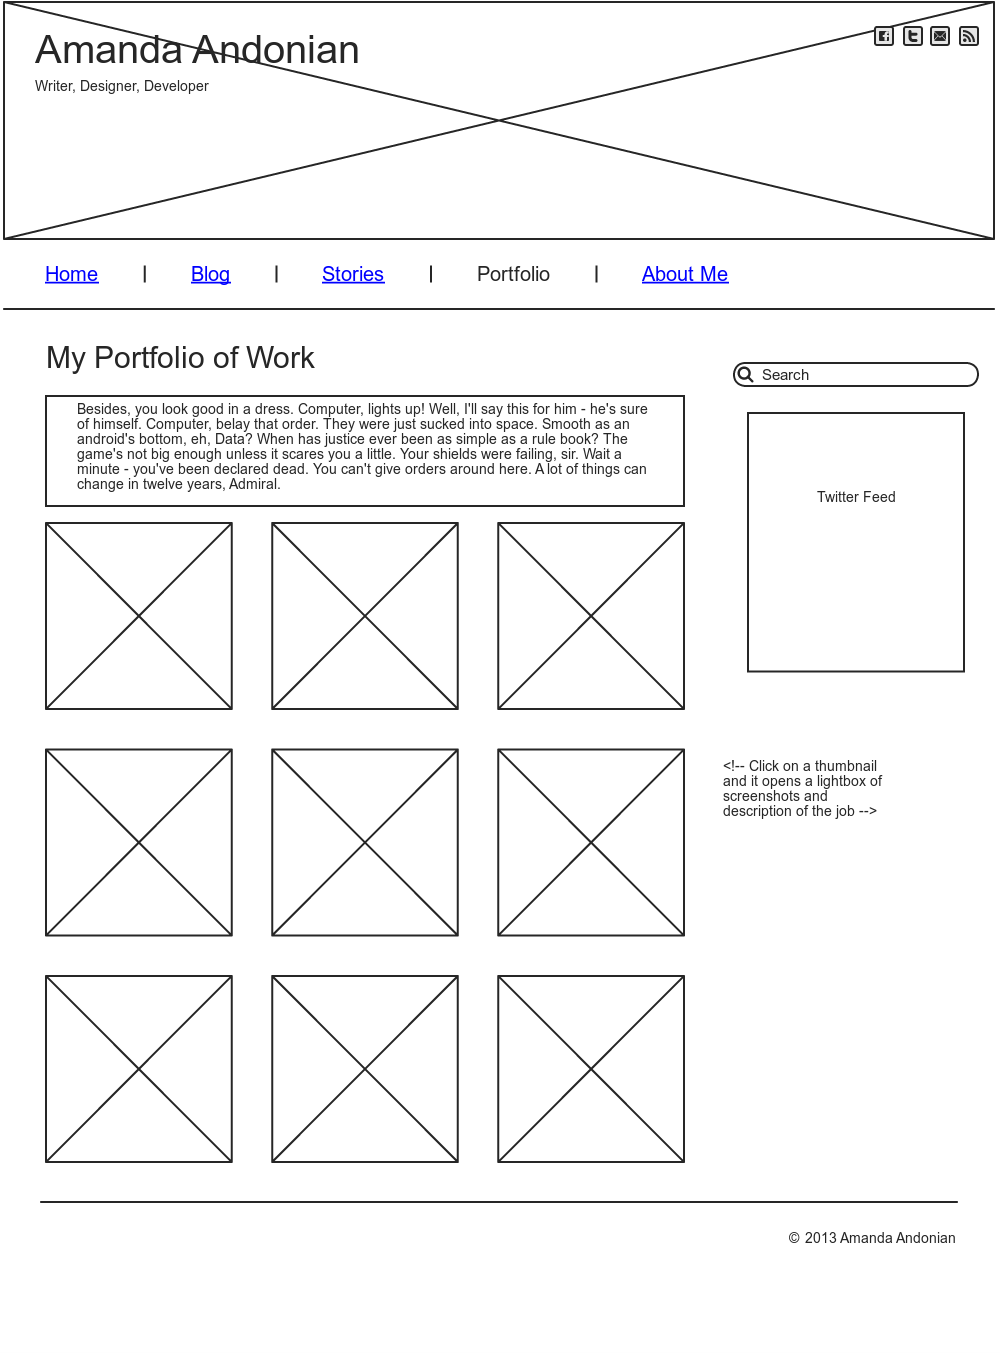 Amanda Andonian
Writer, Designer, Developer
Home | Blog | Stories | Portfolio | About Me
My Portfolio of Work
Search
Besides, you look good in a dress. Computer, lights up! Well, I'll say this for him - he's sure
of himself. Computer, belay that order. They were just sucked into space. Smooth as an
android's bottom, eh, Data? When has justice ever been as simple as a rule book? The
game's not big enough unless it scares you a little. Your shields were failing, sir. Wait a
minute - you've been declared dead. You can't give orders around here. A lot of things can
change in twelve years, Admiral.
Twitter Feed
<!-- Click on a thumbnail
and it opens a lightbox of
screenshots and
description of the job -->
© 2013 Amanda Andonian